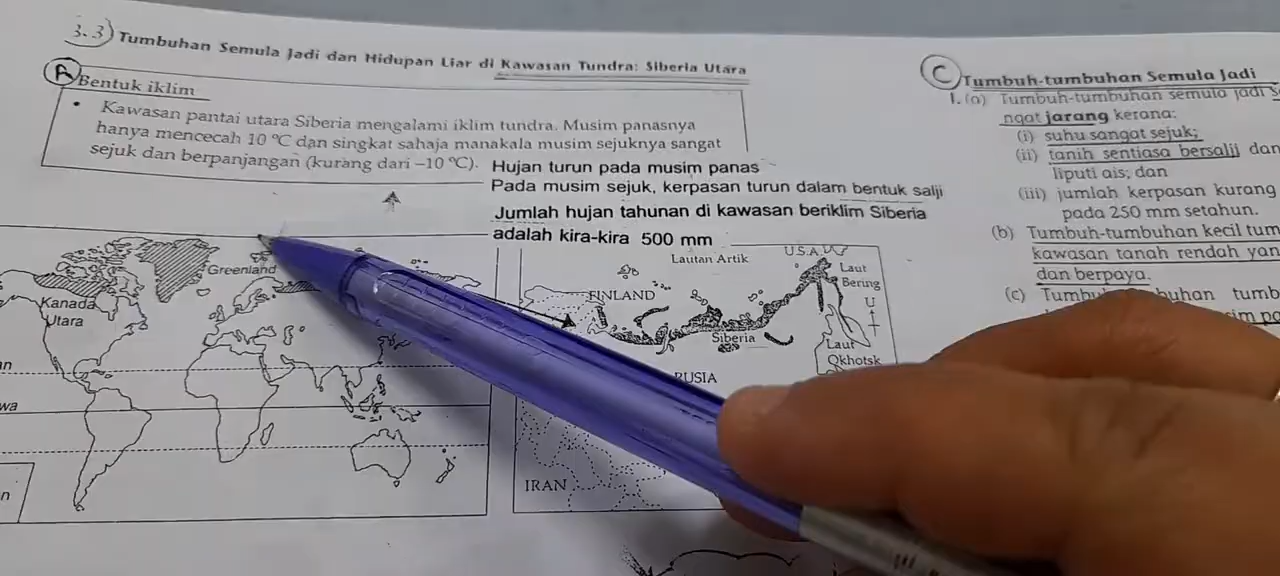 3.3) Tumbuhan Semula Jadi dan Hidupan Liar di Kawasan Tundra: Siberia Utara
A Bentuk iklim
• Kawasan pantai utara Siberia mengalami iklim tundra. Musim panasnya
hanya mencecah 10 °C dan singkat sahaja manakala musim sejuknya sangat
sejuk dan berpanjangan (kurang dari –10 °C).
Hujan turun pada musim panas
Pada musim sejuk, kerpasan turun dalam bentuk salji
Jumlah hujan tahunan di kawasan beriklim Siberia
adalah kira-kira 500 mm
Greenland
Kanada
Utara
Lautan Artik
U.S.A
Laut
Bering
U
FINLAND
Siberia
Laut
Okhotsk
RUSIA
IRAN
C Tumbuh-tumbuhan Semula Jadi
1. (a) Tumbuh-tumbuhan semula jadi
ngat jarang kerana:
(i) suhu sangat sejuk;
(ii) tanih sentiasa bersalji dan
liputi ais; dan
(iii) jumlah kerpasan kurang
pada 250 mm setahun.
(b) Tumbuh-tumbuhan kecil
kawasan tanah rendah
dan berpaya.
(c)